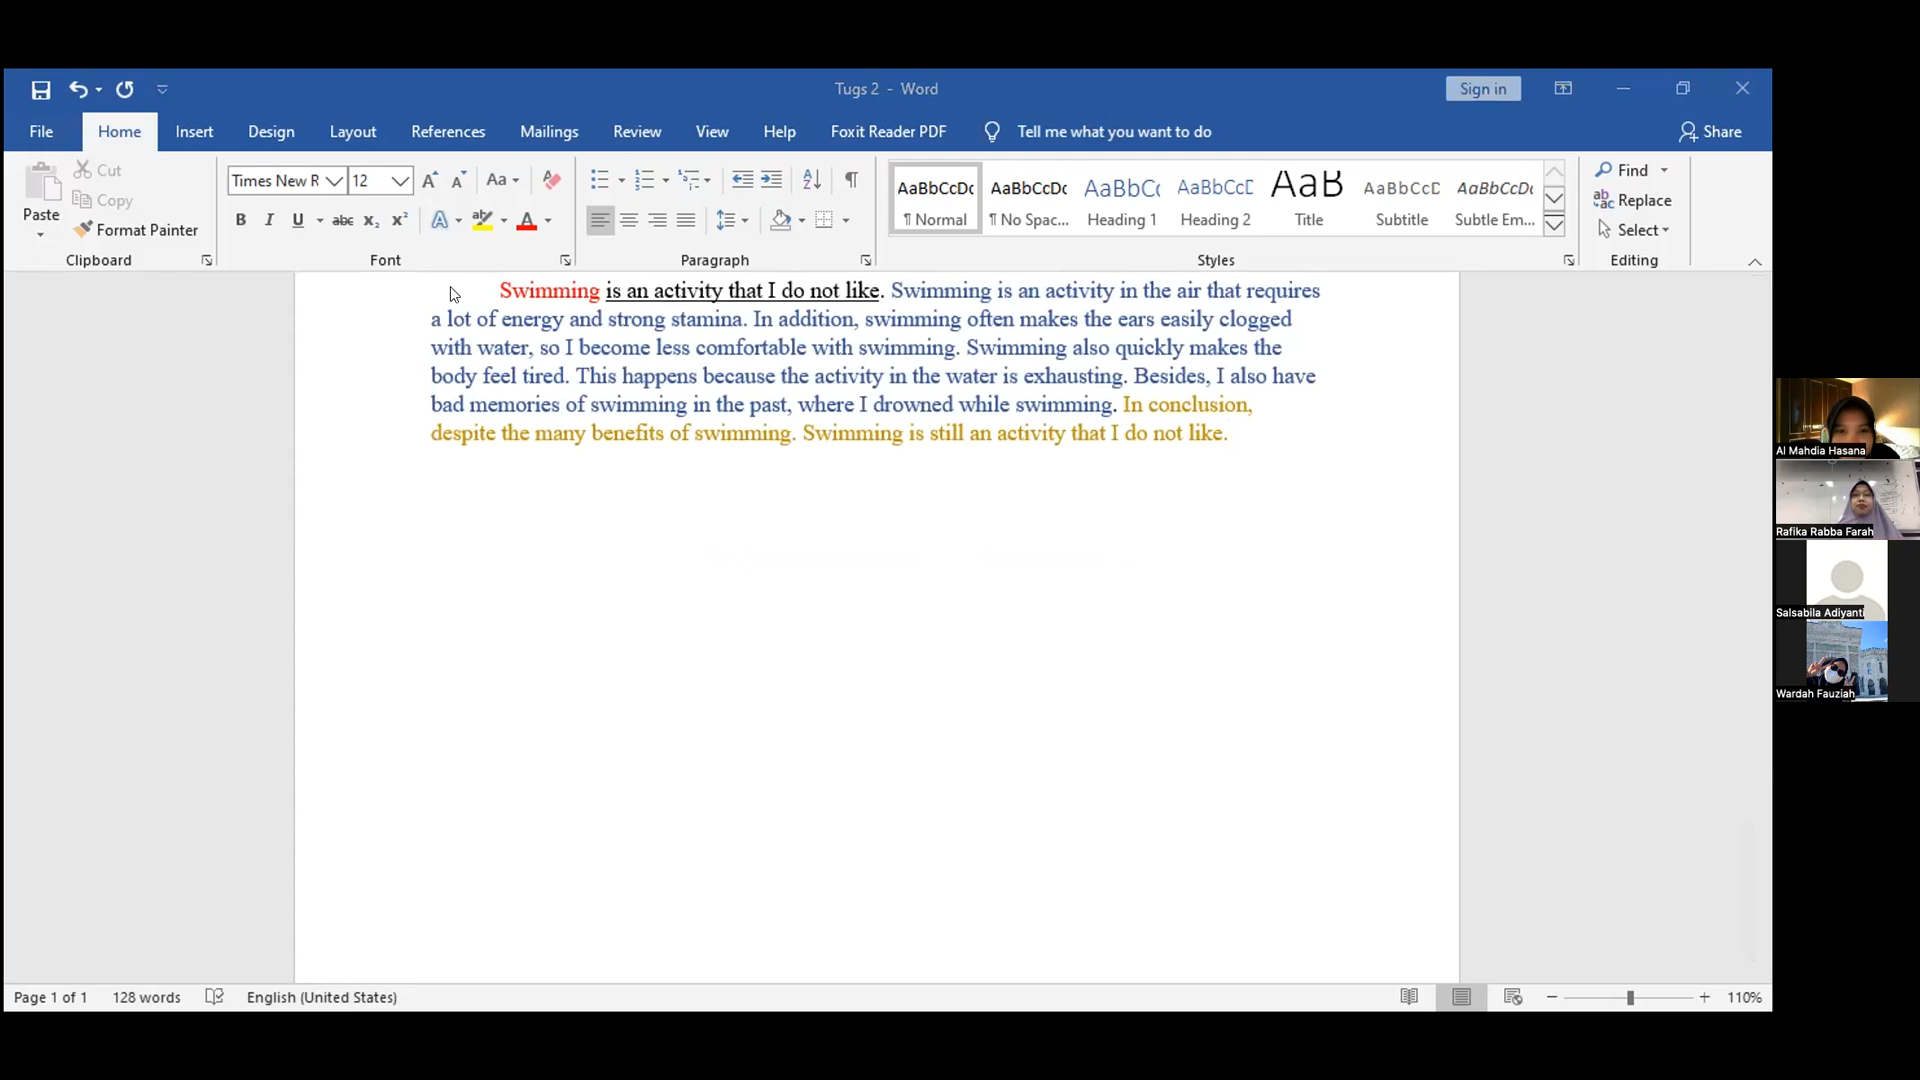 Tugs 2 - Word
Sign in
File Home Insert Design Layout References Mailings Review View Help Foxit Reader PDF Tell me what you want to do Share
Paste
Cut
Copy
Format Painter
Clipboard
Times New R 12
Aa
B I U abc x₂ x²
Font
Paragraph
AaBbCcDc AaBbCcDc AaBbC AaBbCcD AaB AaBbCcD AaBbCcDc
¶ Normal ¶ No Spac... Heading 1 Heading 2 Title Subtitle Subtle Em...
Styles
Find
Replace
Select
Editing
Swimming is an activity that I do not like. Swimming is an activity in the air that requires
a lot of energy and strong stamina. In addition, swimming often makes the ears easily clogged
with water, so I become less comfortable with swimming. Swimming also quickly makes the
body feel tired. This happens because the activity in the water is exhausting. Besides, I also have
bad memories of swimming in the past, where I drowned while swimming. In conclusion,
despite the many benefits of swimming. Swimming is still an activity that I do not like.
Al Mahdia Hasana
Rafika Rabba Farah
Salsabila Adiyanti
Wardah Fauziah
Page 1 of 1 128 words English (United States) 110%